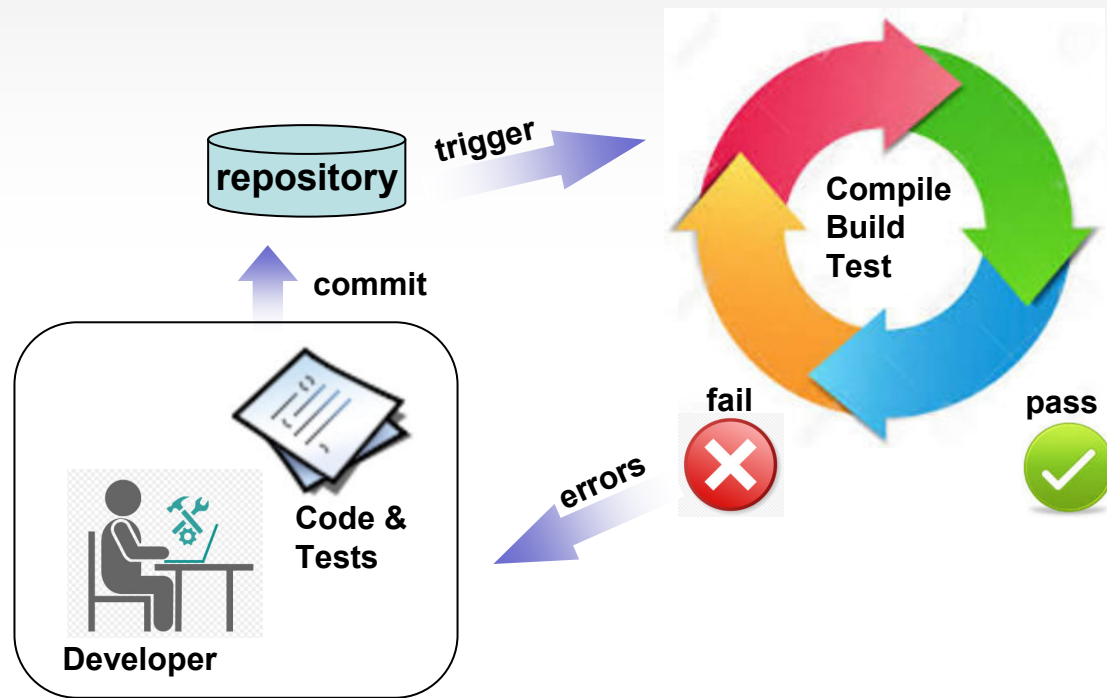 repository
trigger
commit
Compile
Build
Test
fail
pass
errors
Code &
Tests
Developer